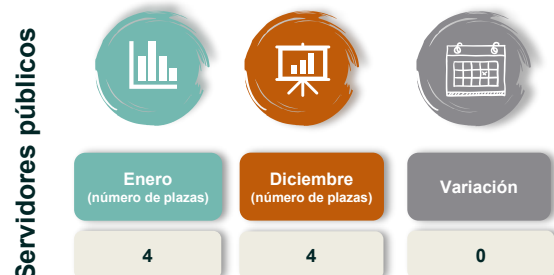 Servidores públicos
Enero
(número de plazas)
Diciembre
(número de plazas)
Variación
4
4
0